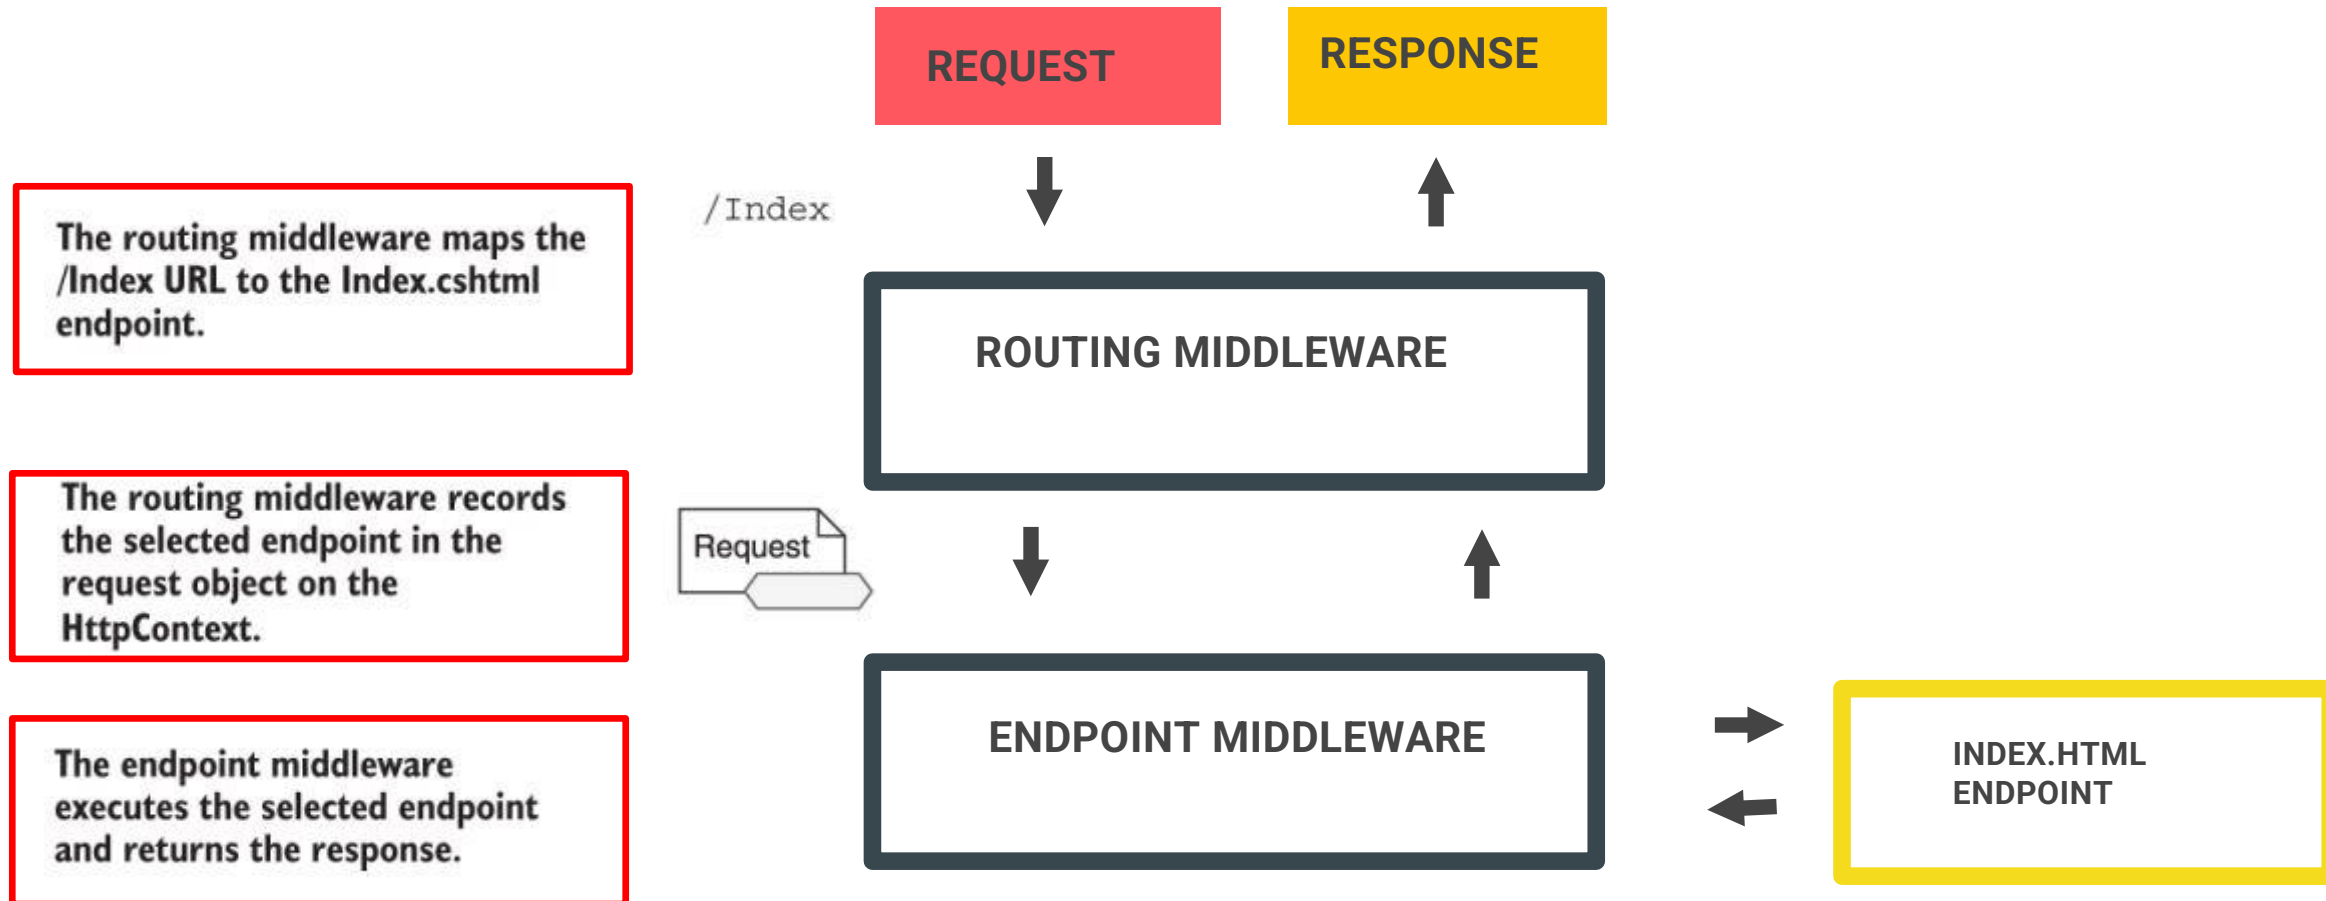 REQUEST
RESPONSE
The routing middleware maps the
/Index URL to the Index.cshtml
endpoint.
/Index
ROUTING MIDDLEWARE
The routing middleware records
the selected endpoint in the
request object on the
HttpContext.
Request
ENDPOINT MIDDLEWARE
The endpoint middleware
executes the selected endpoint
and returns the response.
INDEX.HTML
ENDPOINT